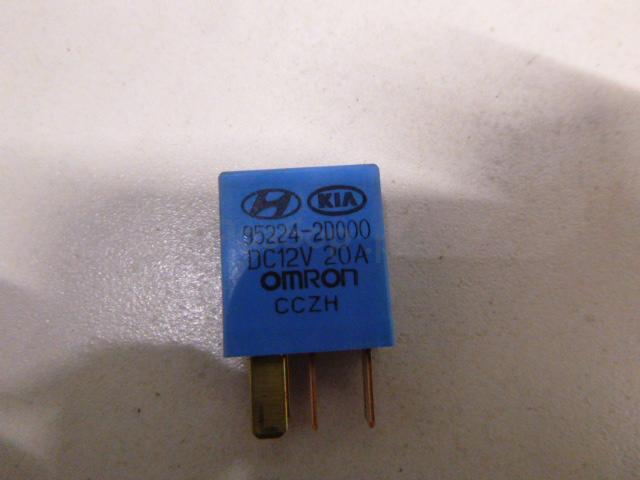 KIA
95224-2D000
DC12V 20A
OMRON
CCZH